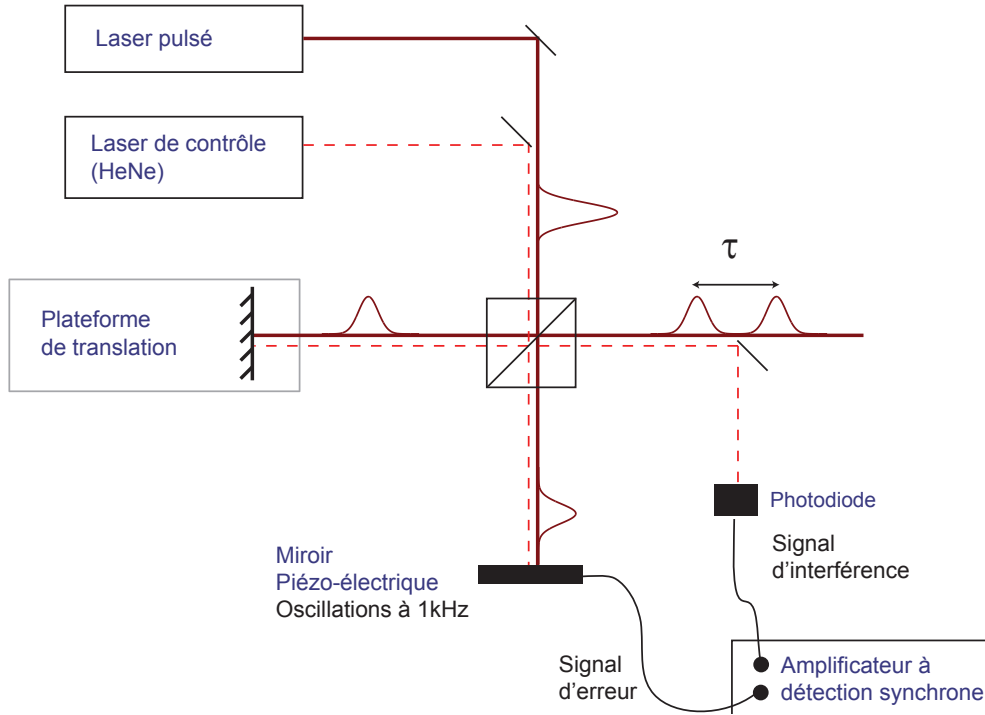 Laser pulsé
Laser de contrôle
(HeNe)
τ
Plateforme
de translation
Photodiode
Signal
d'interférence
Miroir
Piézo-électrique
Oscillations à 1kHz
Signal
d'erreur
Amplificateur à
détection synchrone